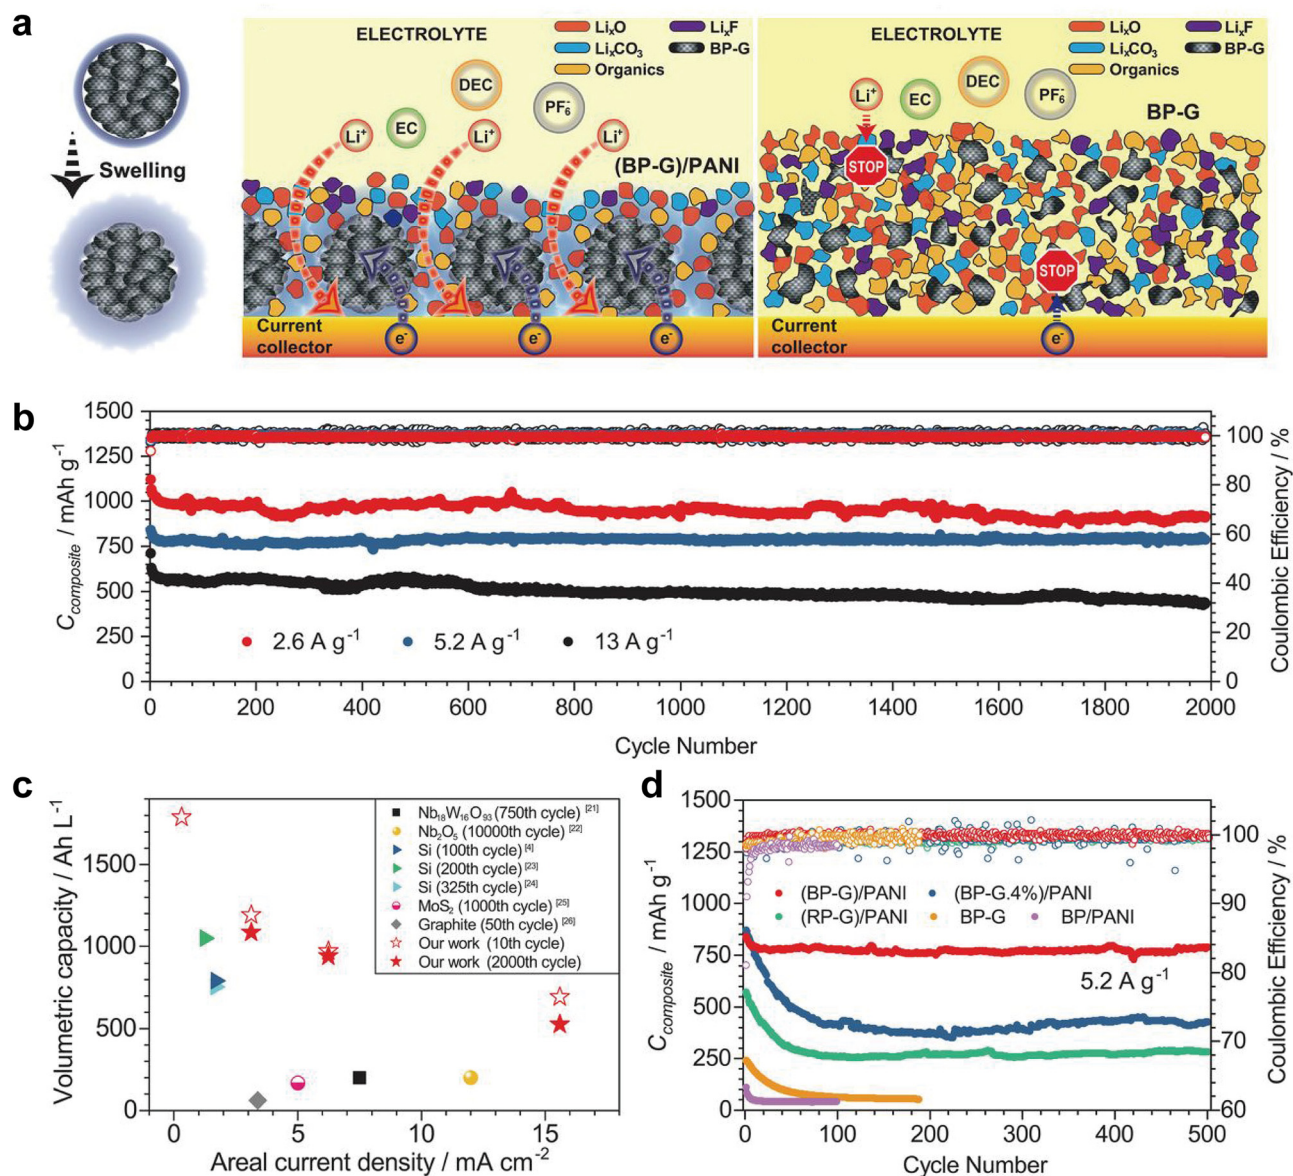 a
Swelling
ELECTROLYTE
LiₓO
LiₓF
LiₓCO₃
BP-G
Organics
DEC
PF₆⁻
EC
Li⁺
Li⁺
Li⁺
(BP-G)/PANI
Current
collector
e⁻
e⁻
e⁻
ELECTROLYTE
LiₓO
LiₓF
LiₓCO₃
BP-G
Organics
Li⁺
EC
DEC
PF₆⁻
BP-G
STOP
STOP
Current
collector
e⁻
b
1500
1250
1000
750
500
250
0
C_composite / mAh g⁻¹
100
80
60
40
20
0
Coulombic Efficiency / %
2.6 A g⁻¹
5.2 A g⁻¹
13 A g⁻¹
0 200 400 600 800 1000 1200 1400 1600 1800 2000
Cycle Number
c
Volumetric capacity / Ah L⁻¹
1500
1000
500
0
Nb₁₈W₁₆O₉₃ (750th cycle) [21]
Nb₂O₅ (10000th cycle) [22]
Si (100th cycle) [4]
Si (200th cycle) [23]
Si (325th cycle) [24]
MoS₂ (1000th cycle) [25]
Graphite (50th cycle) [26]
Our work (10th cycle)
Our work (2000th cycle)
0 5 10 15
Areal current density / mA cm⁻²
d
1500
1250
1000
750
500
250
0
C_composite / mAh g⁻¹
100
90
80
70
60
Coulombic Efficiency / %
(BP-G)/PANI
(BP-G.4%)/PANI
(RP-G)/PANI
BP-G
BP/PANI
5.2 A g⁻¹
0 100 200 300 400 500
Cycle Number